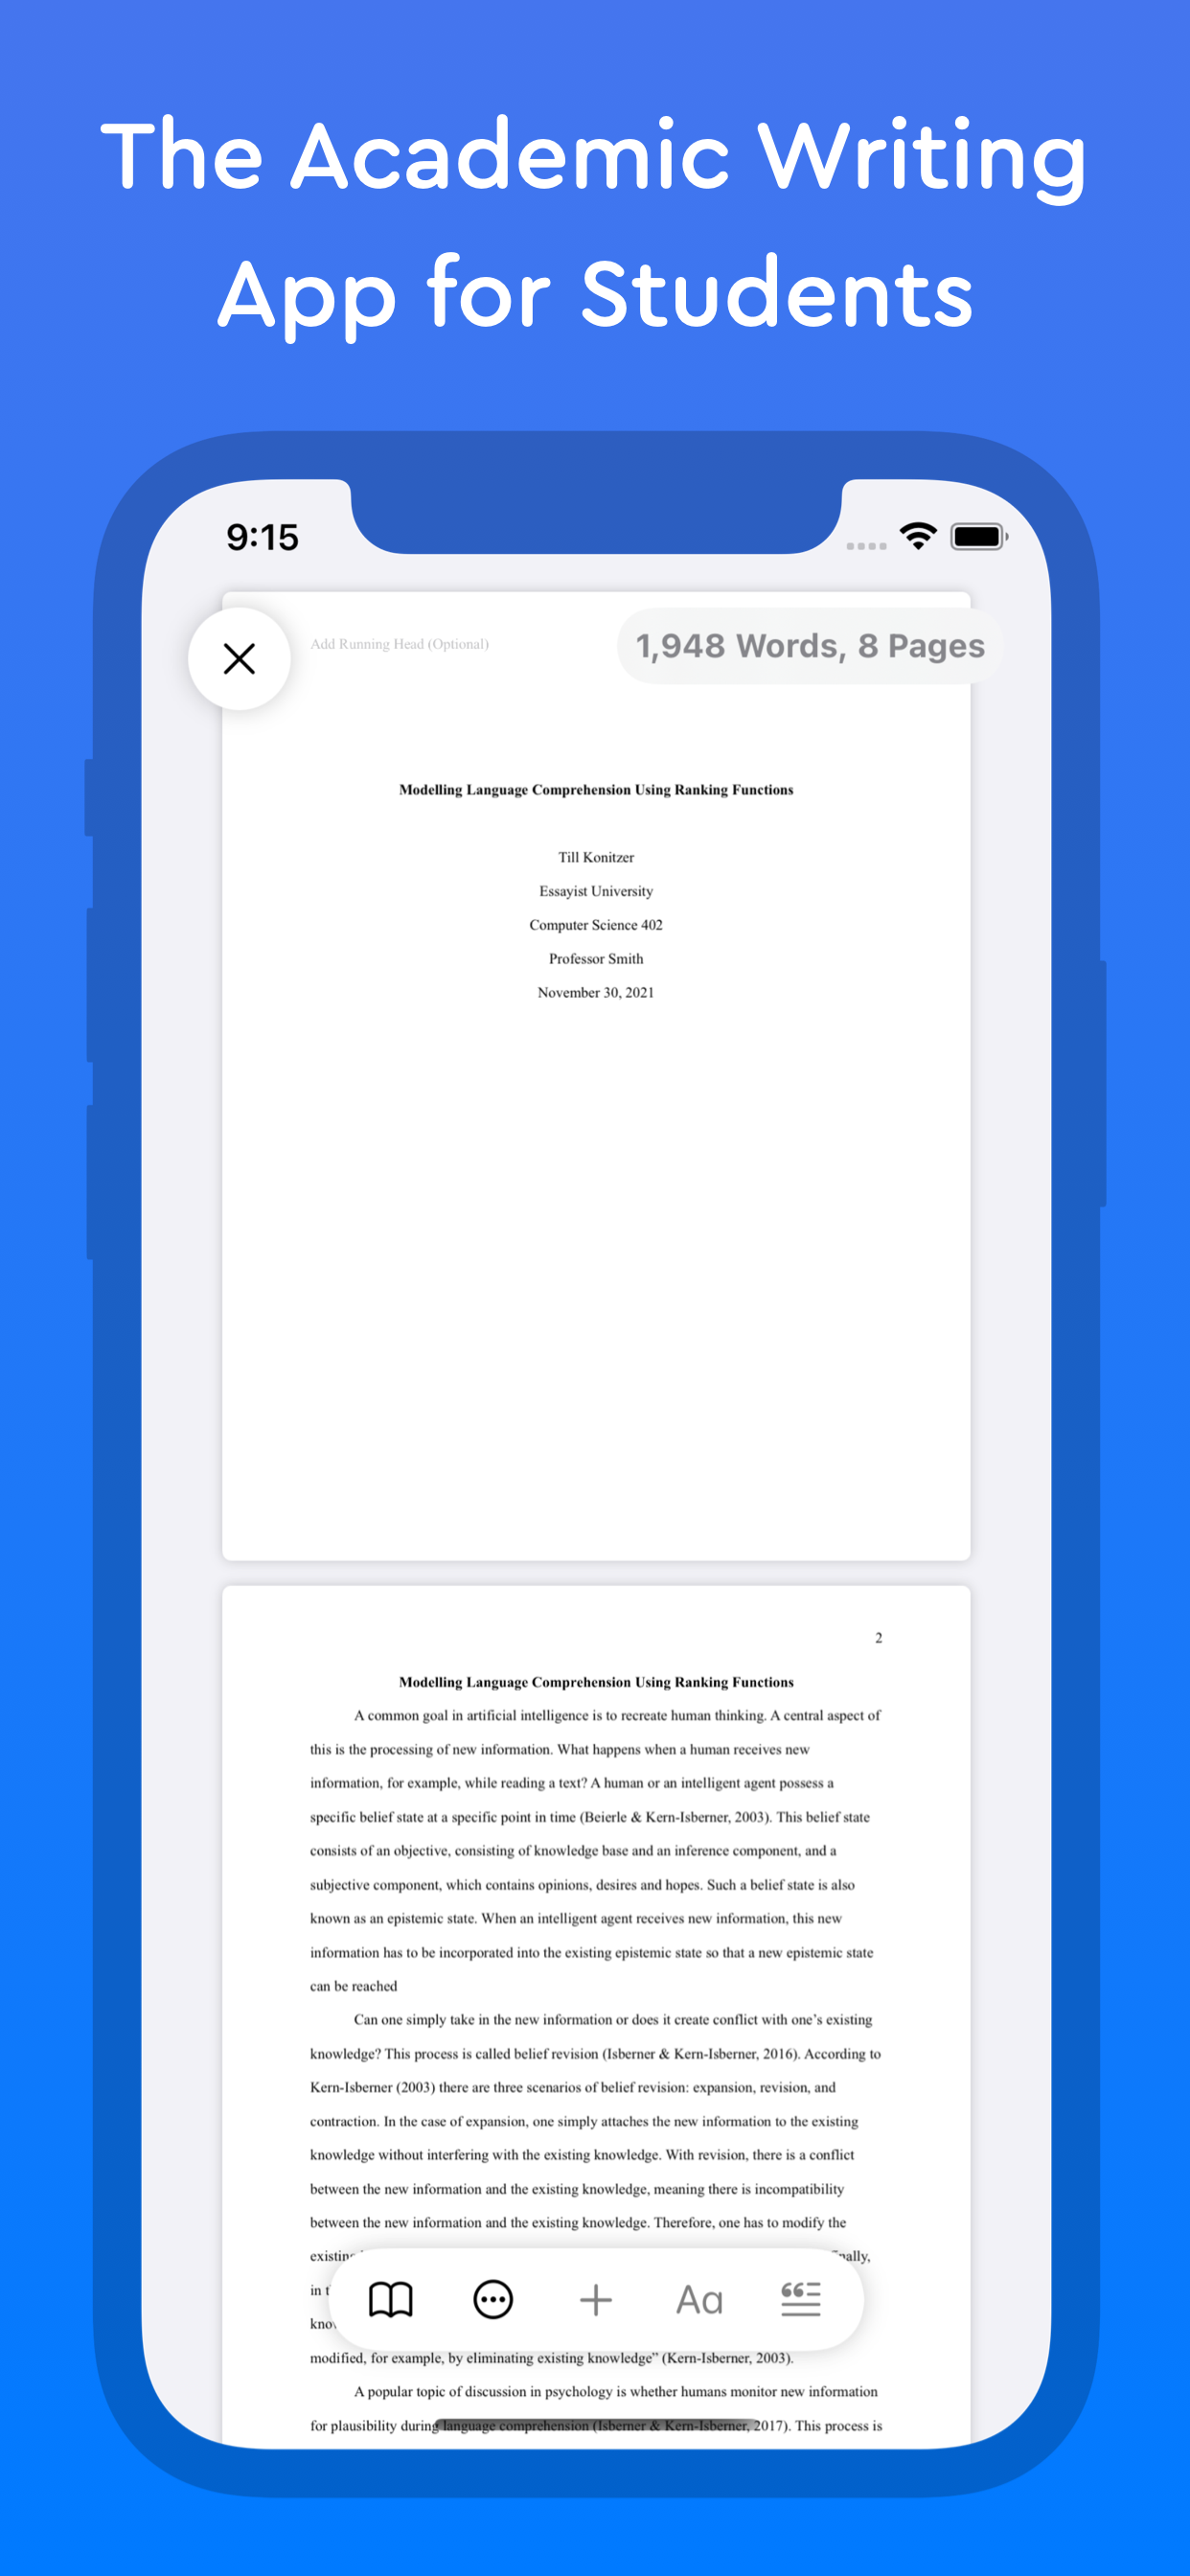 The Academic Writing
App for Students
9:15
Add Running Head (Optional)
1,948 Words, 8 Pages
Modelling Language Comprehension Using Ranking Functions
Till Konitzer
Essayist University
Computer Science 402
Professor Smith
November 30, 2021
2
Modelling Language Comprehension Using Ranking Functions
A common goal in artificial intelligence is to recreate human thinking. A central aspect of
this is the processing of new information. What happens when a human receives new
information, for example, while reading a text? A human or an intelligent agent possess a
specific belief state at a specific point in time (Beierle & Kern-Isberner, 2003). This belief state
consists of an objective, consisting of knowledge base and an inference component, and a
subjective component, which contains opinions, desires and hopes. Such a belief state is also
known as an epistemic state. When an intelligent agent receives new information, this new
information has to be incorporated into the existing epistemic state so that a new epistemic state
can be reached
Can one simply take in the new information or does it create conflict with one’s existing
knowledge? This process is called belief revision (Isberner & Kern-Isberner, 2016). According to
Kern-Isberner (2003) there are three scenarios of belief revision: expansion, revision, and
contraction. In the case of expansion, one simply attaches the new information to the existing
knowledge without interfering with the existing knowledge. With revision, there is a conflict
between the new information and the existing knowledge, meaning there is incompatibility
between the new information and the existing knowledge. Therefore, one has to modify the
in
Aa
modified, for example, by eliminating existing knowledge” (Kern-Isberner, 2003).
A popular topic of discussion in psychology is whether humans monitor new information
for plausibility during language comprehension (Isberner & Kern-Isberner, 2017). This process is